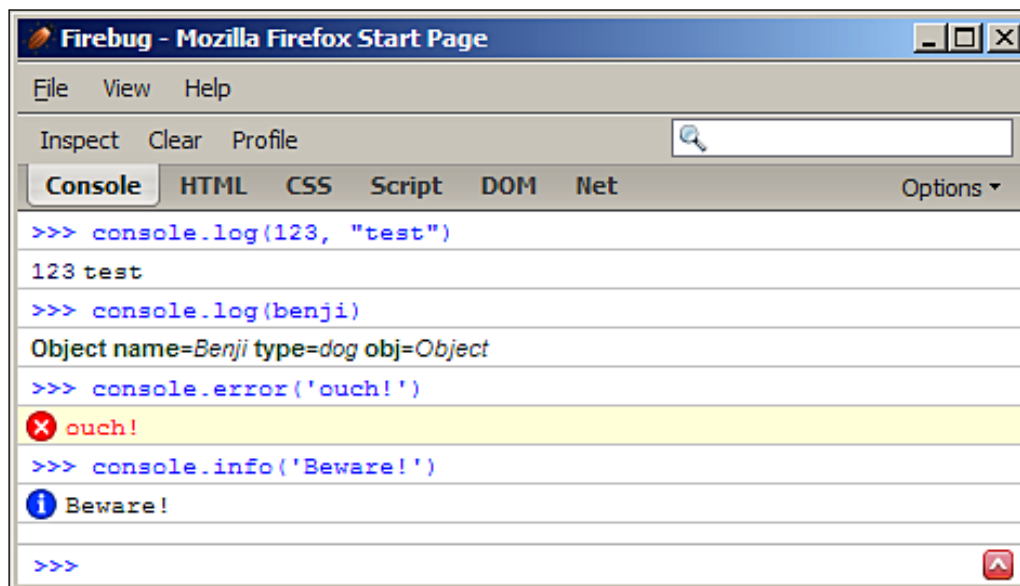 Firebug - Mozilla Firefox Start Page
File View Help
Inspect Clear Profile
Console HTML CSS Script DOM Net Options
>>> console.log(123, "test")
123 test
>>> console.log(benji)
Object name=Benji type=dog obj=Object
>>> console.error('ouch!')
ouch!
>>> console.info('Beware!')
Beware!
>>>